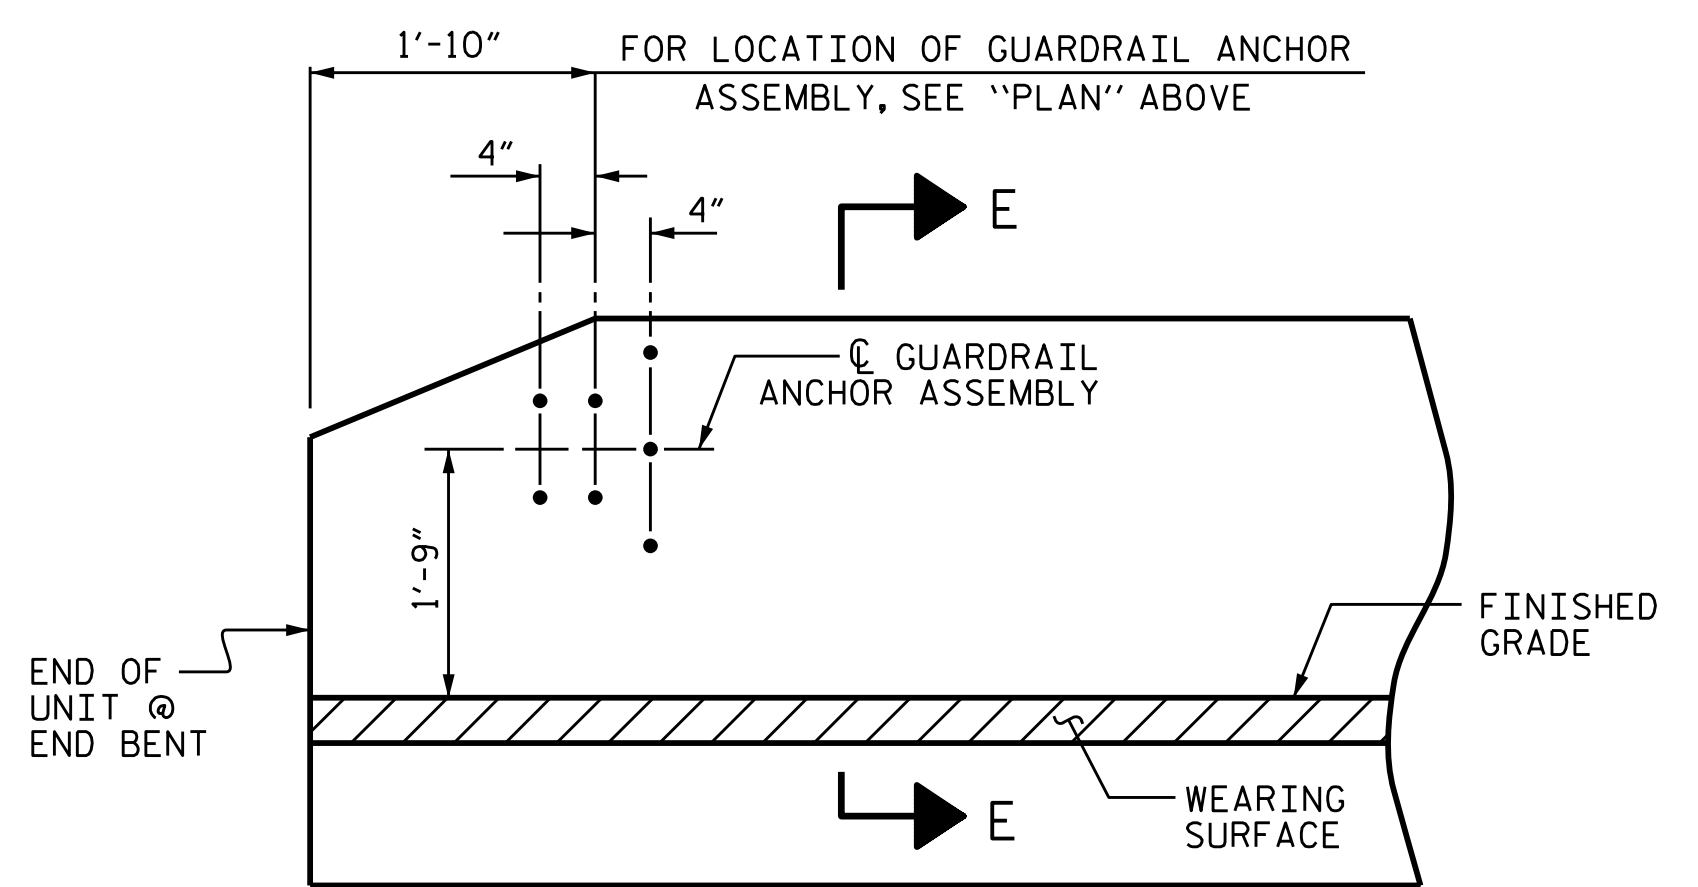 1'-10"
FOR LOCATION OF GUARDRAIL ANCHOR
ASSEMBLY, SEE "PLAN" ABOVE
4"
4"
E
℄ GUARDRAIL
ANCHOR ASSEMBLY
1'-9"
FINISHED
GRADE
END OF
UNIT @
END BENT
WEARING
SURFACE
E